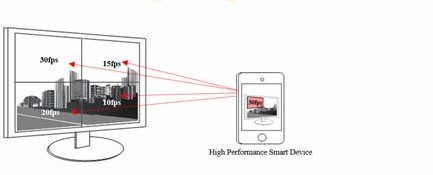 30fps
15fps
20fps
10fps
30fps
High Performance Smart Device